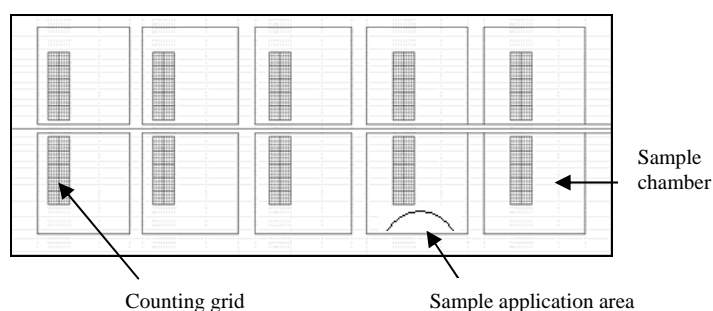 Sample
chamber
Counting grid
Sample application area